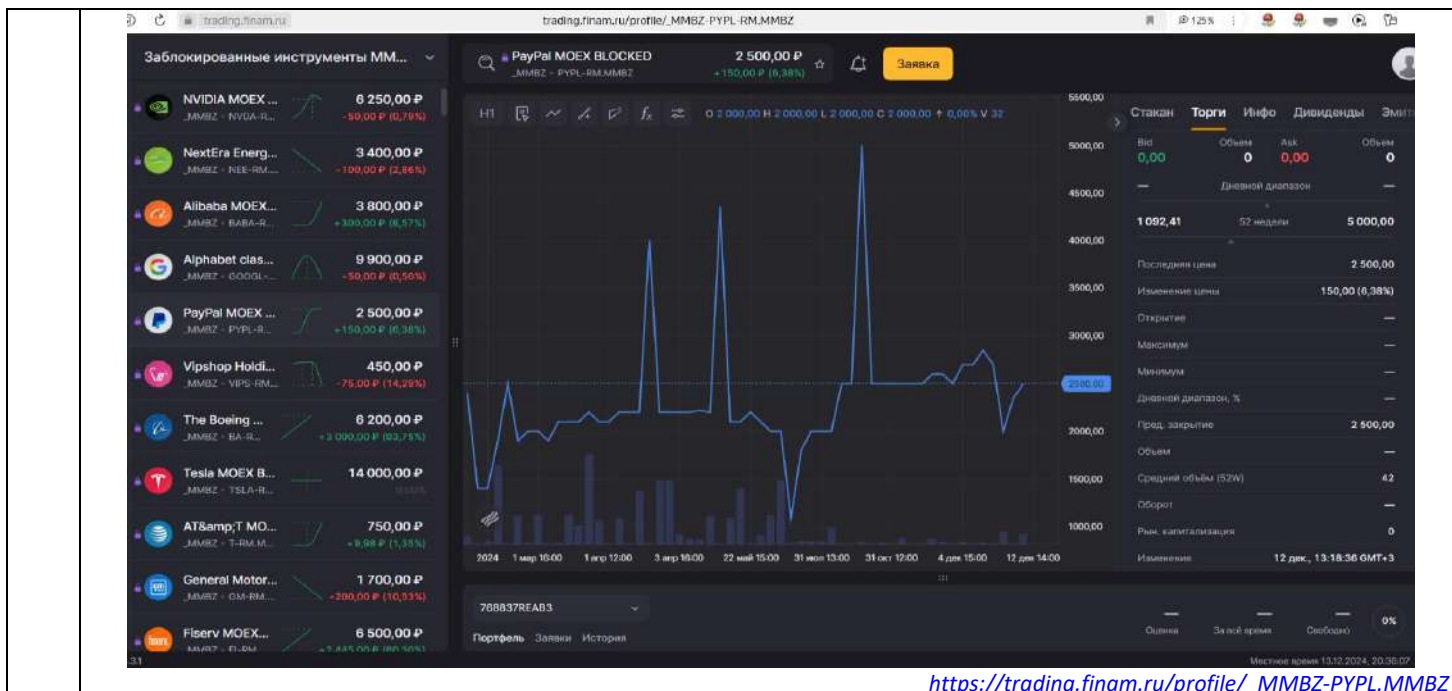 trading.finam.ru
trading.finam.ru/profile/_MMBZ-PYPL-RM.MMBZ
125%
Заблокированные инструменты ММ...
PayPal MOEX BLOCKED
_MMBZ · PYPL-RM.MMBZ
2 500,00 ₽
+150,00 ₽ (6,38%)
Заявка
NVIDIA MOEX ...
6 250,00 ₽
_MMBZ · NVDA-R...
-50,00 ₽ (0,79%)
NextEra Energ...
3 400,00 ₽
_MMBZ · NEE-RM....
-100,00 ₽ (2,86%)
Alibaba MOEX...
3 800,00 ₽
_MMBZ · BABA-R...
+300,00 ₽ (8,57%)
Alphabet clas...
9 900,00 ₽
_MMBZ · GOOGL-...
-50,00 ₽ (0,50%)
PayPal MOEX ...
2 500,00 ₽
_MMBZ · PYPL-R...
+150,00 ₽ (6,38%)
Vipshop Holdi...
450,00 ₽
_MMBZ · VIPS-RM...
-75,00 ₽ (14,29%)
The Boeing ...
6 200,00 ₽
_MMBZ · BA-R...
+3 000,00 ₽ (93,75%)
Tesla MOEX B...
14 000,00 ₽
_MMBZ · TSLA-R...
AT&amp;T MO...
750,00 ₽
_MMBZ · T-RM.M...
+9,98 ₽ (1,35%)
General Motor...
1 700,00 ₽
_MMBZ · GM-RM....
-200,00 ₽ (10,53%)
Fiserv MOEX...
6 500,00 ₽
H1
O 2 000,00 H 2 000,00 L 2 000,00 C 2 000,00 ↑ 0,00% V 32
5500,00
5000,00
4500,00
4000,00
3500,00
3000,00
2500,00
2000,00
1500,00
1000,00
2024
1 мар 16:00
1 апр 12:00
3 апр 16:00
22 май 15:00
31 июл 13:00
31 окт 12:00
4 дек 15:00
12 дек 14:00
Стакан Торги Инфо Дивиденды Эмит
Bid Объем Ask Объем
0,00 0 0,00 0
— Дневной диапазон —
1 092,41 52 недели 5 000,00
Последняя цена 2 500,00
Изменение цены 150,00 (6,38%)
Открытие —
Максимум —
Минимум —
Дневной диапазон, % —
Пред. закрытие 2 500,00
Объем —
Средний объём (52W) 42
Оборот —
Рын. капитализация 0
Изменение 12 дек., 13:18:36 GMT+3
768837REAB3
Портфель Заявки История
Оценка
За всё время
Свободно
0%
Местное время 13.12.2024, 20:36:07
https://trading.finam.ru/profile/_MMBZ-PYPL.MMBZ